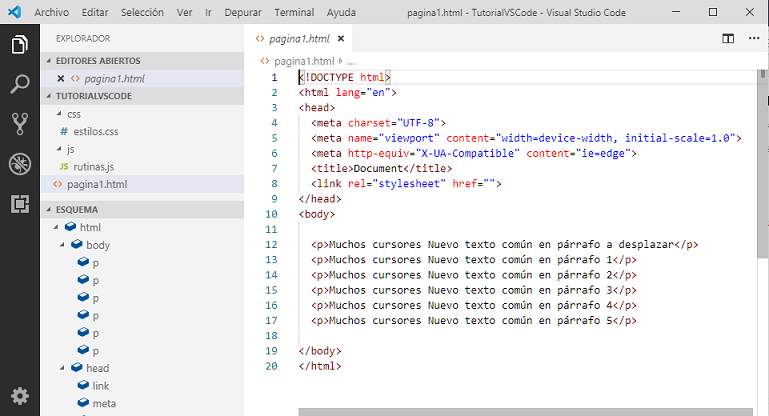 Archivo Editar Selección Ver Ir Depurar Terminal Ayuda pagina1.html - TutorialVSCode - Visual Studio Code
EXPLORADOR
EDITORES ABIERTOS
pagina1.html
TUTORIALVSCODE
css
estilos.css
js
JS rutinas.js
pagina1.html
ESQUEMA
html
body
p
p
p
p
p
p
head
link
meta
pagina1.html
pagina1.html ...
1 <!DOCTYPE html>
2 <html lang="en">
3 <head>
4 <meta charset="UTF-8">
5 <meta name="viewport" content="width=device-width, initial-scale=1.0">
6 <meta http-equiv="X-UA-Compatible" content="ie=edge">
7 <title>Document</title>
8 <link rel="stylesheet" href="">
9 </head>
10 <body>
11
12 <p>Muchos cursores Nuevo texto común en párrafo a desplazar</p>
13 <p>Muchos cursores Nuevo texto común en párrafo 1</p>
14 <p>Muchos cursores Nuevo texto común en párrafo 2</p>
15 <p>Muchos cursores Nuevo texto común en párrafo 3</p>
16 <p>Muchos cursores Nuevo texto común en párrafo 4</p>
17 <p>Muchos cursores Nuevo texto común en párrafo 5</p>
18
19 </body>
20 </html>